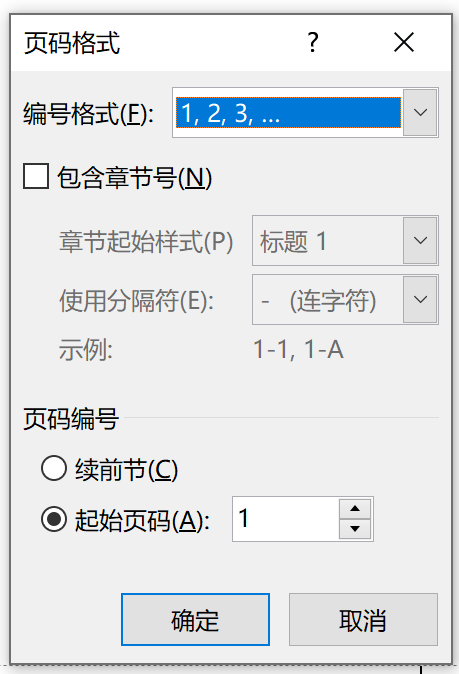 页码格式 ?
编号格式(F): 1, 2, 3, ...
包含章节号(N)
章节起始样式(P) 标题 1
使用分隔符(E): - (连字符)
示例: 1-1, 1-A
页码编号
续前节(C)
起始页码(A): 1
确定 取消